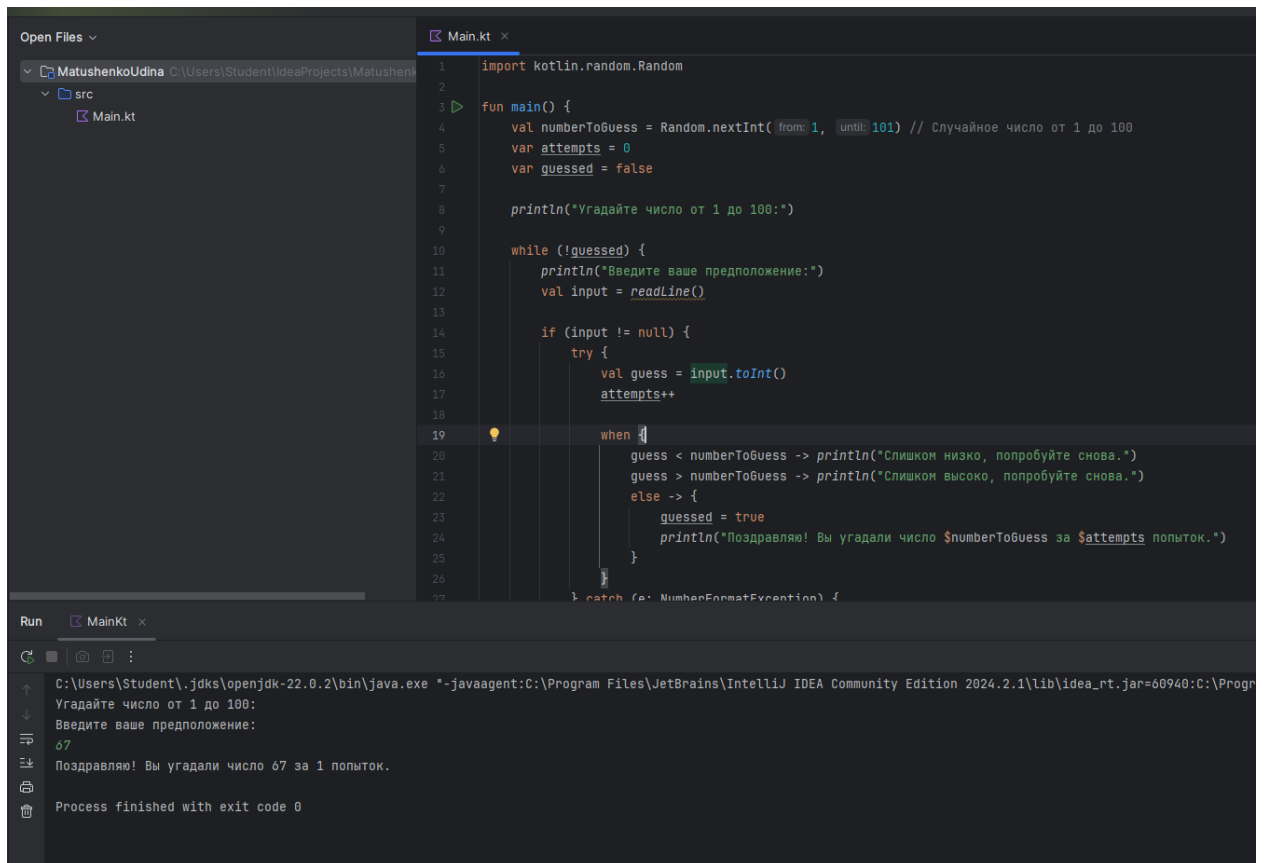 Open Files
Main.kt ×
MatushenkoUdina C:\Users\Student\IdeaProjects\Matushenk
src
Main.kt
1 import kotlin.random.Random
2
3 fun main() {
4 val numberToGuess = Random.nextInt( from: 1, until: 101) // Случайное число от 1 до 100
5 var attempts = 0
6 var guessed = false
7
8 println("Угадайте число от 1 до 100:")
9
10 while (!guessed) {
11 println("Введите ваше предположение:")
12 val input = readLine()
13
14 if (input != null) {
15 try {
16 val guess = input.toInt()
17 attempts++
18
19 when {
20 guess < numberToGuess -> println("Слишком низко, попробуйте снова.")
21 guess > numberToGuess -> println("Слишком высоко, попробуйте снова.")
22 else -> {
23 guessed = true
24 println("Поздравляю! Вы угадали число $numberToGuess за $attempts попыток.")
25 }
26 }
27 } catch (e: NumberFormatException) {
Run MainKt ×
C:\Users\Student\.jdks\openjdk-22.0.2\bin\java.exe "-javaagent:C:\Program Files\JetBrains\IntelliJ IDEA Community Edition 2024.2.1\lib\idea_rt.jar=60940:C:\Progr
Угадайте число от 1 до 100:
Введите ваше предположение:
67
Поздравляю! Вы угадали число 67 за 1 попыток.
Process finished with exit code 0